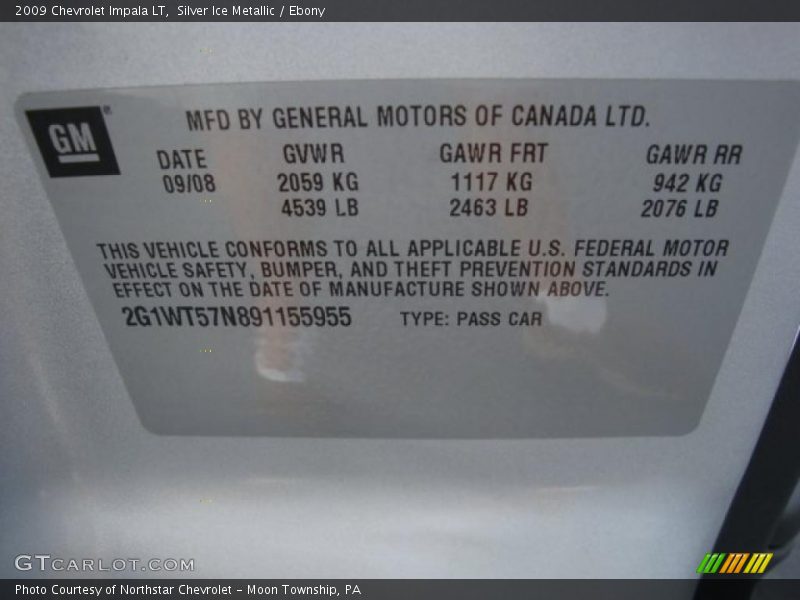 2009 Chevrolet Impala LT, Silver Ice Metallic / Ebony
GM®
MFD BY GENERAL MOTORS OF CANADA LTD.
DATE GVWR GAWR FRT GAWR RR
09/08 2059 KG 1117 KG 942 KG
4539 LB 2463 LB 2076 LB
THIS VEHICLE CONFORMS TO ALL APPLICABLE U.S. FEDERAL MOTOR
VEHICLE SAFETY, BUMPER, AND THEFT PREVENTION STANDARDS IN
EFFECT ON THE DATE OF MANUFACTURE SHOWN ABOVE.
2G1WT57N891155955 TYPE: PASS CAR
GTCARLOT.COM
Photo Courtesy of Northstar Chevrolet - Moon Township, PA